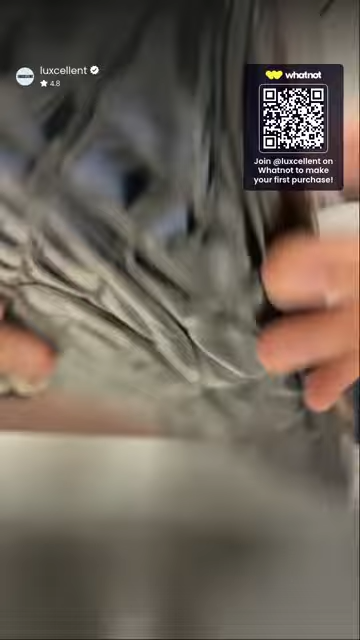 luxcellent
4.8
whatnot
Join @luxcellent on
Whatnot to make
your first purchase!